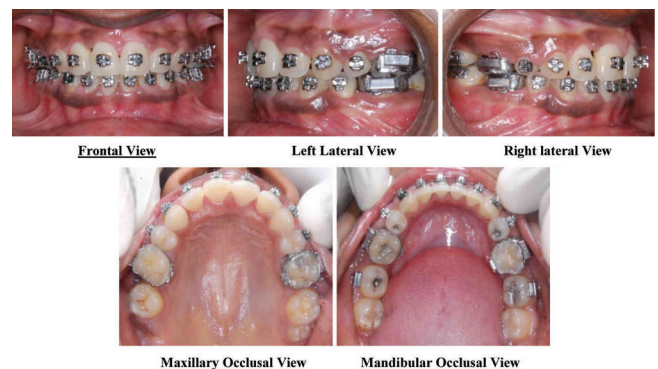 Frontal View
Left Lateral View
Right lateral View
Maxillary Occlusal View
Mandibular Occlusal View